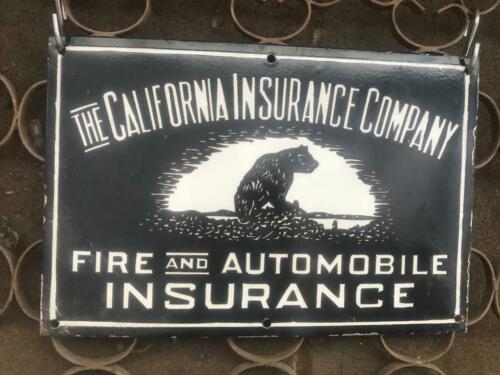 THE CALIFORNIA INSURANCE COMPANY
FIRE AND AUTOMOBILE
INSURANCE